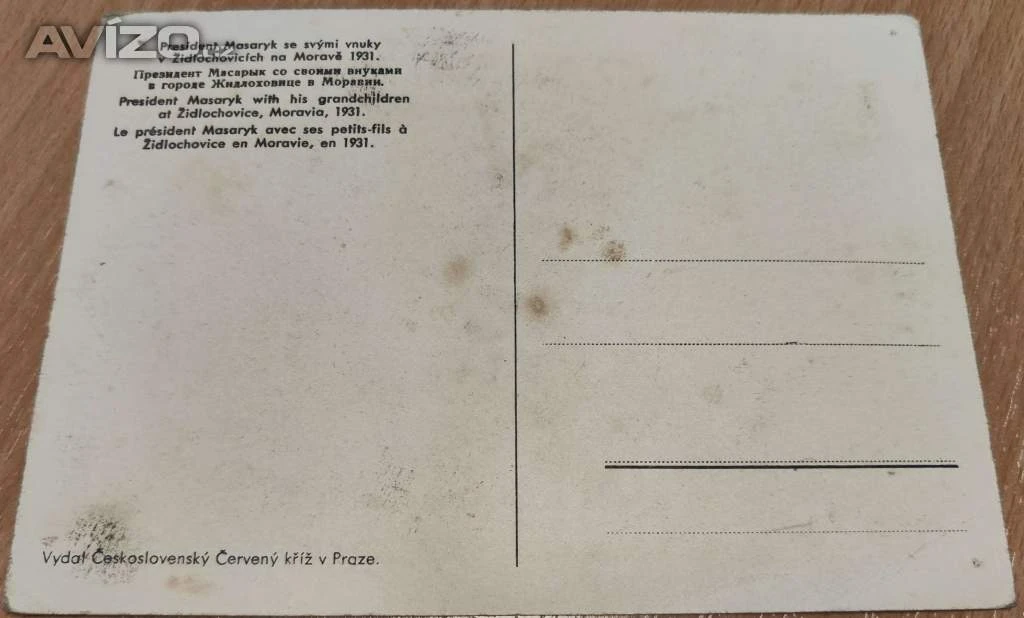 AVÍZO.cz
President Masaryk se svými vnuky
v Židlochovicích na Moravě 1931.
Президент Масарык со своими внуками
в городе Жидлоховице в Моравии.
President Masaryk with his grandchildren
at Židlochovice, Moravia, 1931.
Le président Masaryk avec ses petits-fils à
Židlochovice en Moravie, en 1931.
Vydal Československý Červený kříž v Praze.